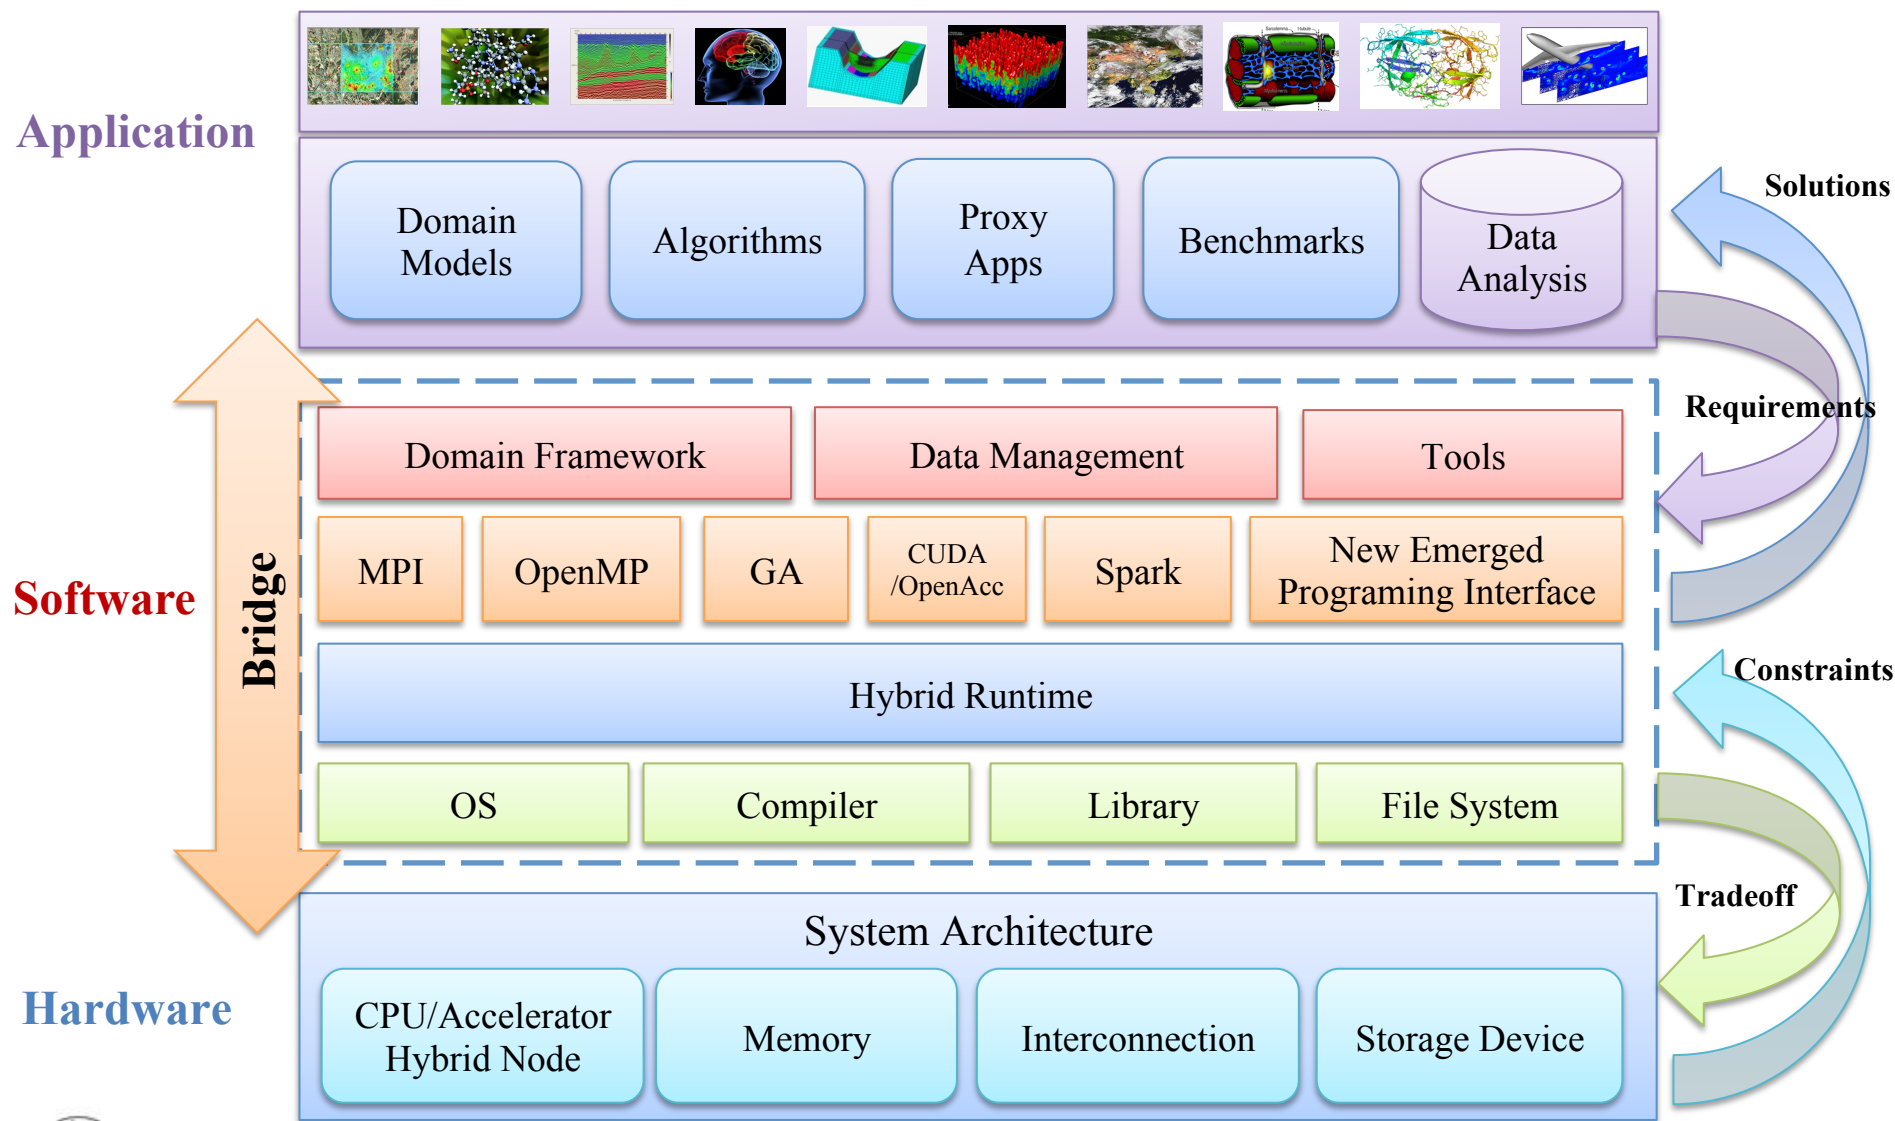 Application
Domain
Models
Algorithms
Proxy
Apps
Benchmarks
Data
Analysis
Solutions
Requirements
Software
Bridge
Domain Framework
Data Management
Tools
MPI
OpenMP
GA
CUDA
/OpenAcc
Spark
New Emerged
Programing Interface
Hybrid Runtime
OS
Compiler
Library
File System
Constraints
Tradeoff
Hardware
System Architecture
CPU/Accelerator
Hybrid Node
Memory
Interconnection
Storage Device